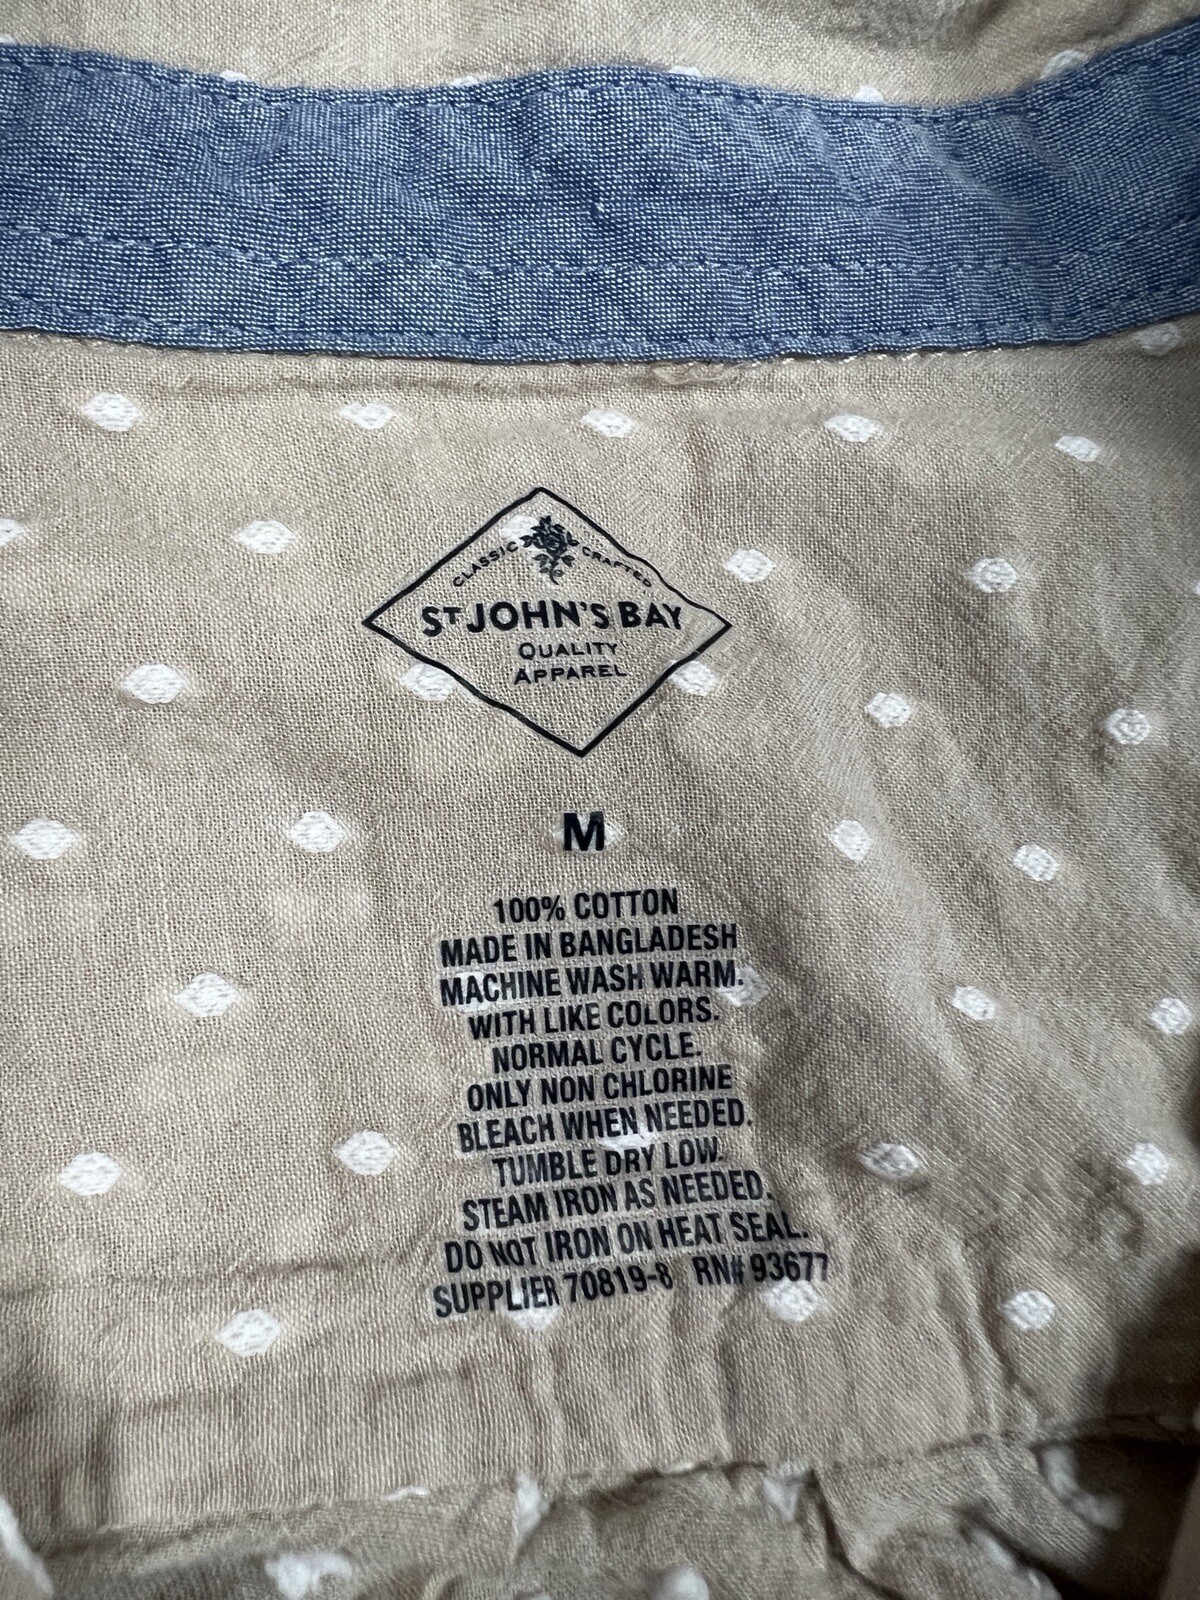 CLASSIC CRAFTED
ST JOHN'S BAY
QUALITY
APPAREL
M
100% COTTON
MADE IN BANGLADESH
MACHINE WASH WARM.
WITH LIKE COLORS.
NORMAL CYCLE.
ONLY NON CHLORINE
BLEACH WHEN NEEDED.
TUMBLE DRY LOW.
STEAM IRON AS NEEDED.
DO NOT IRON ON HEAT SEAL.
SUPPLIER 70819-8 RN# 93677